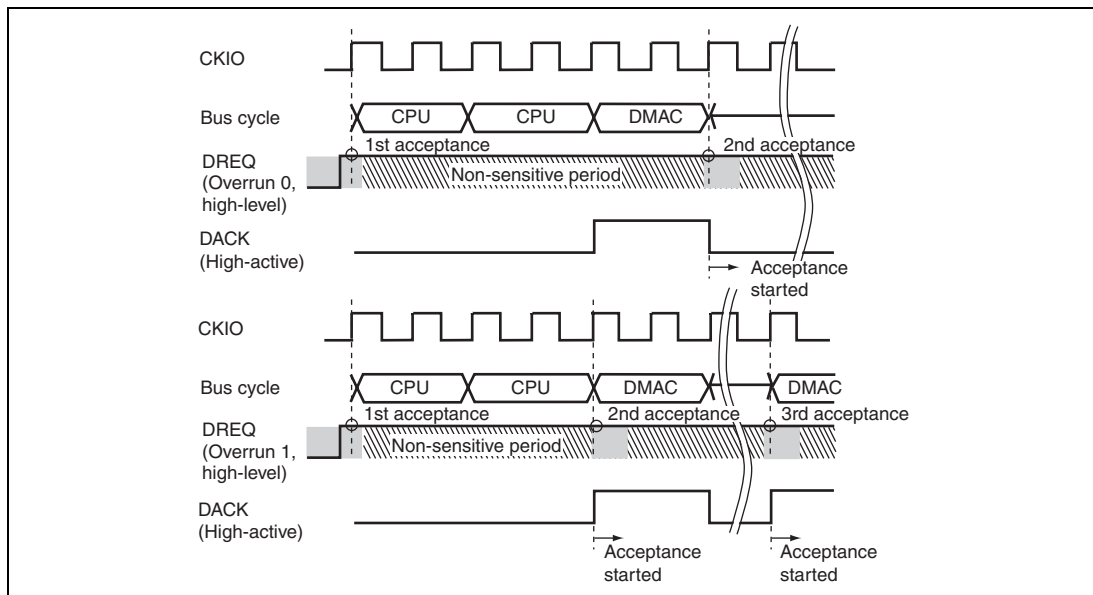 CKIO
Bus cycle
CPU
CPU
DMAC
1st acceptance
2nd acceptance
DREQ
(Overrun 0,
high-level)
Non-sensitive period
DACK
(High-active)
Acceptance
started
CKIO
Bus cycle
CPU
CPU
DMAC
DMAC
1st acceptance
2nd acceptance
3rd acceptance
DREQ
(Overrun 1,
high-level)
Non-sensitive period
DACK
(High-active)
Acceptance
started
Acceptance
started